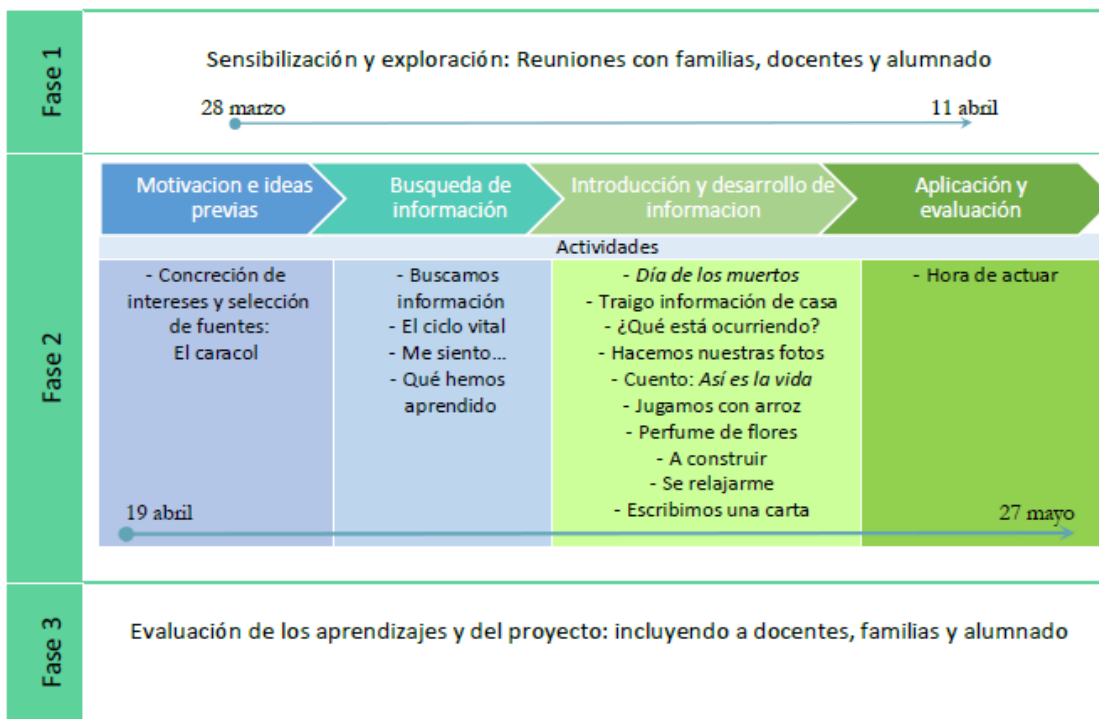 Fase 1
Sensibilización y exploración: Reuniones con familias, docentes y alumnado
28 marzo
11 abril
Fase 2
Motivacion e ideas
previas
Busqueda de
información
Introducción y desarrollo de
informacion
Aplicación y
evaluación
Actividades
- Concreción de
intereses y selección
de fuentes:
El caracol
- Buscamos
información
- El ciclo vital
- Me siento...
- Qué hemos
aprendido
- Día de los muertos
- Traigo información de casa
- ¿Qué está ocurriendo?
- Hacemos nuestras fotos
- Cuento: Así es la vida
- Jugamos con arroz
- Perfume de flores
- A construir
- Se relajarme
- Escribimos una carta
- Hora de actuar
19 abril
27 mayo
Fase 3
Evaluación de los aprendizajes y del proyecto: incluyendo a docentes, familias y alumnado